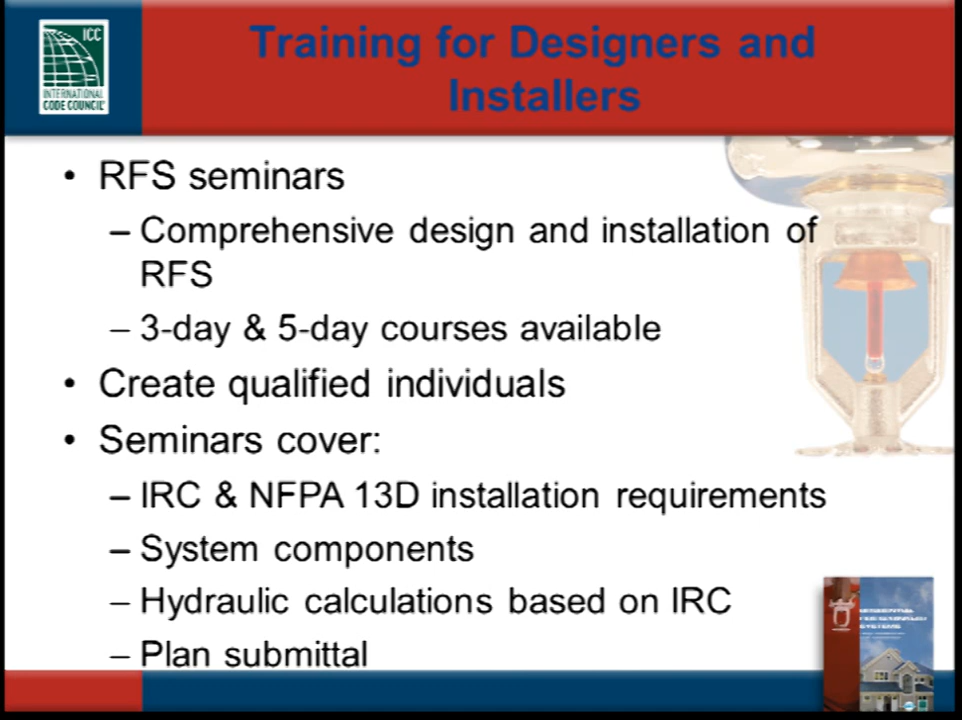 ICC
INTERNATIONAL
CODE COUNCIL
Training for Designers and
Installers
• RFS seminars
– Comprehensive design and installation of
RFS
– 3-day & 5-day courses available
• Create qualified individuals
• Seminars cover:
– IRC & NFPA 13D installation requirements
– System components
– Hydraulic calculations based on IRC
– Plan submittal
SYSTEMS